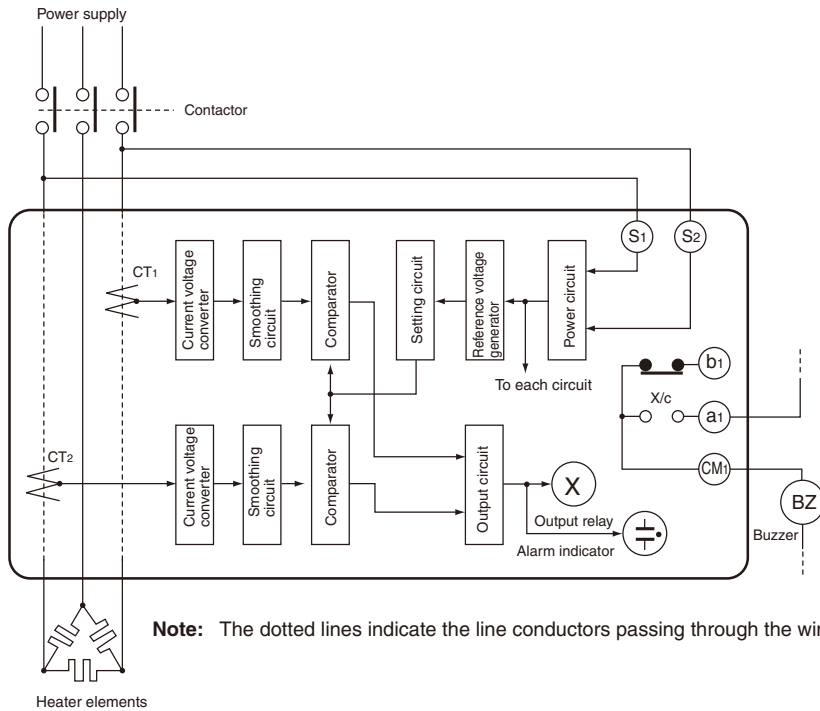 Power supply
Contactor
S1
S2
CT1
Current voltage
converter
Smoothing
circuit
Comparator
Setting circuit
Reference voltage
generator
Power circuit
To each circuit
b1
X/c
a1
CM1
BZ
Buzzer
CT2
Current voltage
converter
Smoothing
circuit
Comparator
Output circuit
X
Output relay
Alarm indicator
Note: The dotted lines indicate the line conductors passing through the
Heater elements